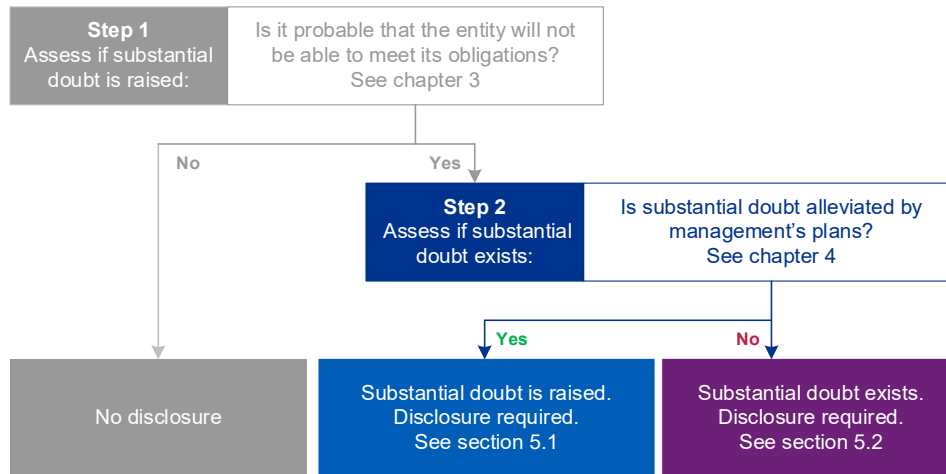 Step 1
Assess if substantial
doubt is raised:
Is it probable that the entity will not
be able to meet its obligations?
See chapter 3
No
Yes
Step 2
Assess if substantial
doubt exists:
Is substantial doubt alleviated by
management’s plans?
See chapter 4
Yes
No
No disclosure
Substantial doubt is raised.
Disclosure required.
See section 5.1
Substantial doubt exists.
Disclosure required.
See section 5.2